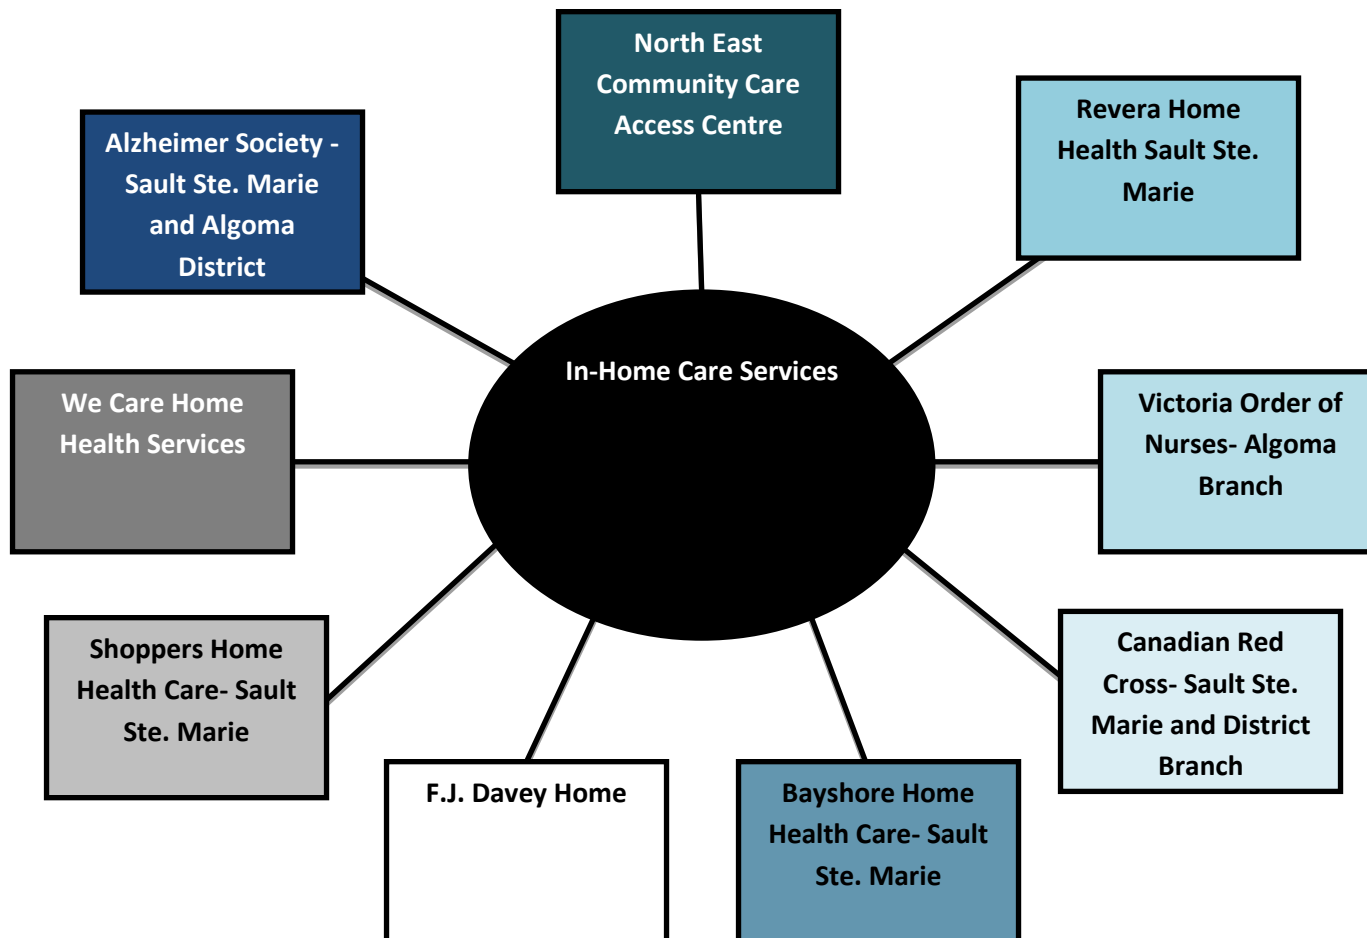 North East
Community Care
Access Centre
Revera Home
Health Sault Ste.
Marie
Alzheimer Society -
Sault Ste. Marie
and Algoma
District
In-Home Care Services
We Care Home
Health Services
Victoria Order of
Nurses- Algoma
Branch
Shoppers Home
Health Care- Sault
Ste. Marie
Canadian Red
Cross- Sault Ste.
Marie and District
Branch
F.J. Davey Home
Bayshore Home
Health Care- Sault
Ste. Marie